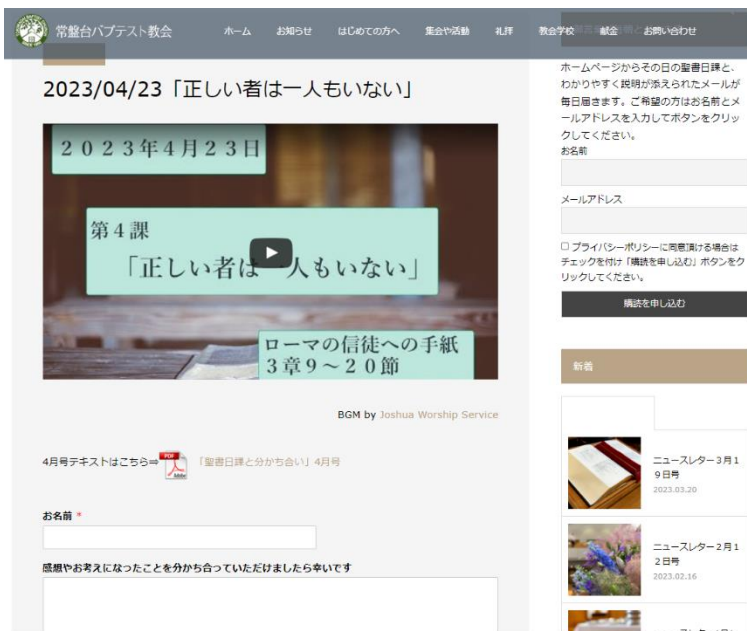 常盤台バプテスト教会
ホーム
お知らせ
はじめての方へ
集会や活動
礼拝
教会学校
献金
お問い合わせ
2023/04/23「正しい者は一人もいない」
2023年4月23日
第4課
「正しい者は一人もいない」
ローマの信徒への手紙
3章9～20節
BGM by Joshua Worship Service
4月号テキストはこちら⇒
PDF
Adobe
「聖書日課と分かち合い」4月号
お名前 *
感想やお考えになったことを分かち合っていただけましたら幸いです
ホームページからその日の聖書日課と、
わかりやすく説明が添えられたメールが
毎日届きます。ご希望の方はお名前とメ
ールアドレスを入力してボタンをクリッ
クしてください。
お名前
メールアドレス
プライバシーポリシーに同意頂ける場合は
チェックを付け「購読を申し込む」ボタンをク
リックしてください。
購読を申し込む
新着
ニュースレター3月1
9日号
2023.03.20
ニュースレター2月1
2日号
2023.02.16